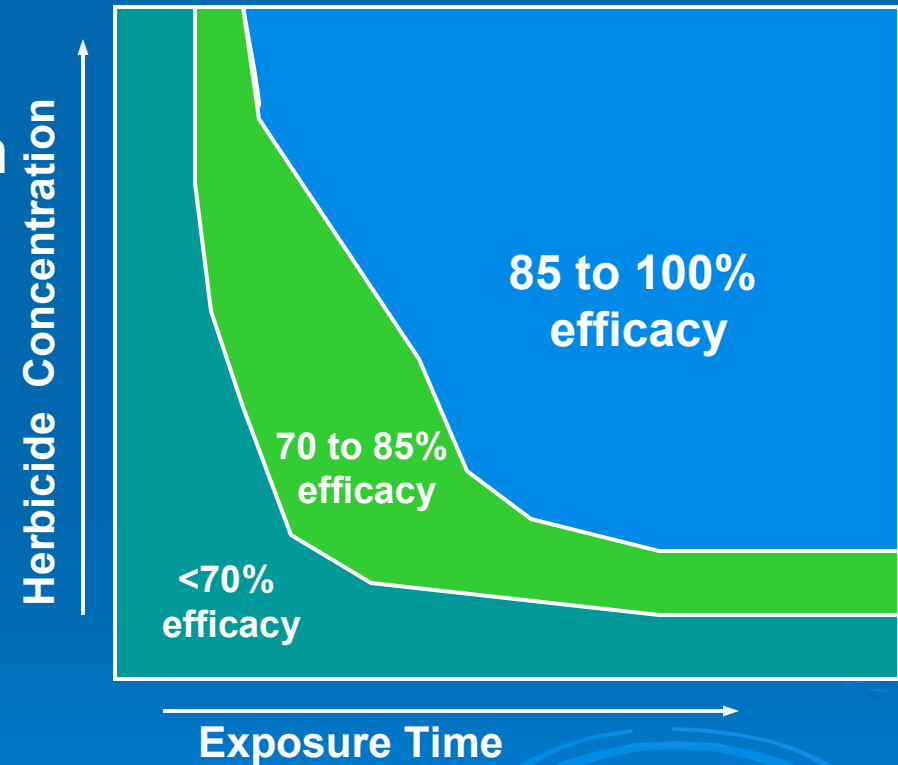 Herbicide Concentration
85 to 100%
efficacy
70 to 85%
efficacy
<70%
efficacy
Exposure Time